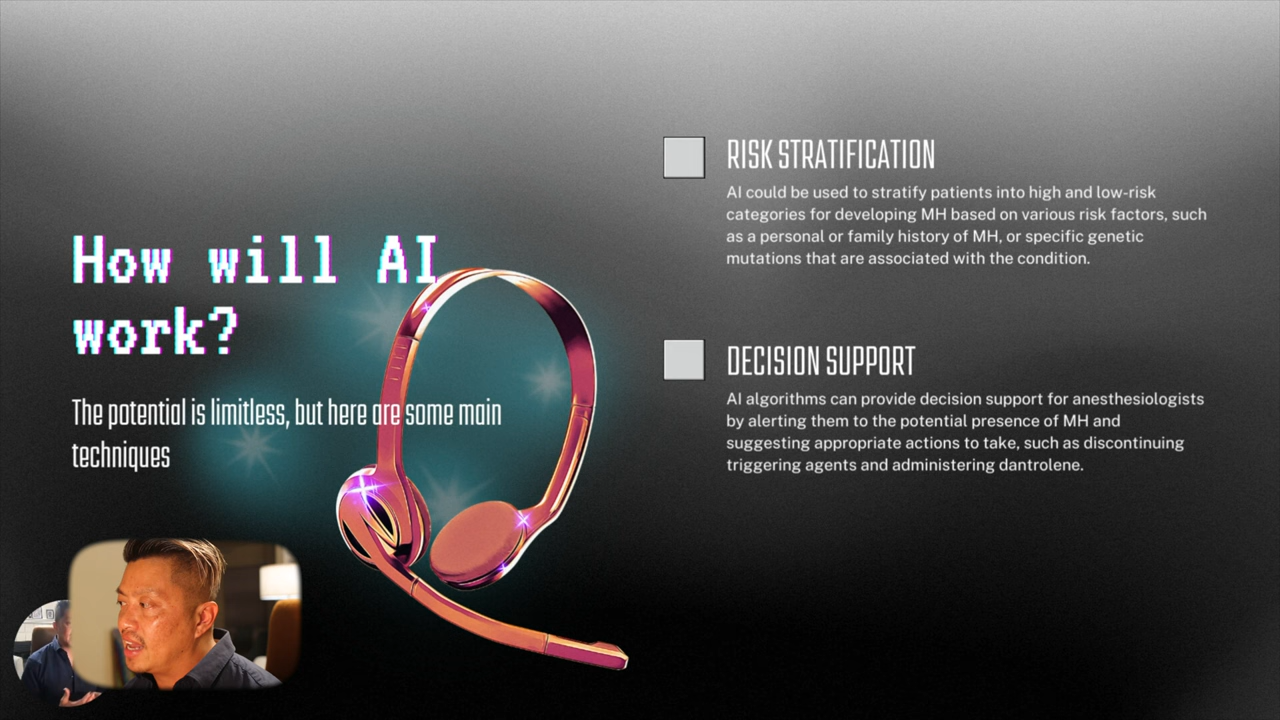 How will AI
work?
The potential is limitless, but here are some main
techniques
RISK STRATIFICATION
AI could be used to stratify patients into high and low-risk
categories for developing MH based on various risk factors, such
as a personal or family history of MH, or specific genetic
mutations that are associated with the condition.
DECISION SUPPORT
AI algorithms can provide decision support for anesthesiologists
by alerting them to the potential presence of MH and
suggesting appropriate actions to take, such as discontinuing
triggering agents and administering dantrolene.